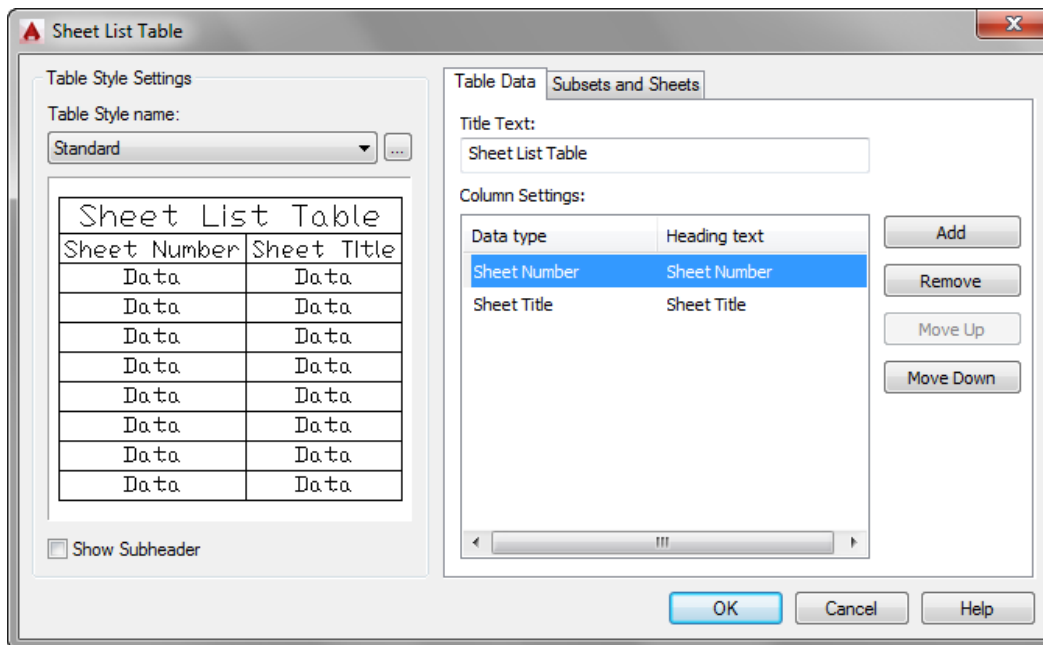 Sheet List Table
Table Style Settings
Table Style name:
Standard
...
Sheet List Table
Sheet Number Sheet TItle
Data Data
Data Data
Data Data
Data Data
Data Data
Data Data
Data Data
Data Data
Show Subheader
Table Data Subsets and Sheets
Title Text:
Sheet List Table
Column Settings:
Data type Heading text
Sheet Number Sheet Number
Sheet Title Sheet Title
Add
Remove
Move Up
Move Down
OK Cancel Help